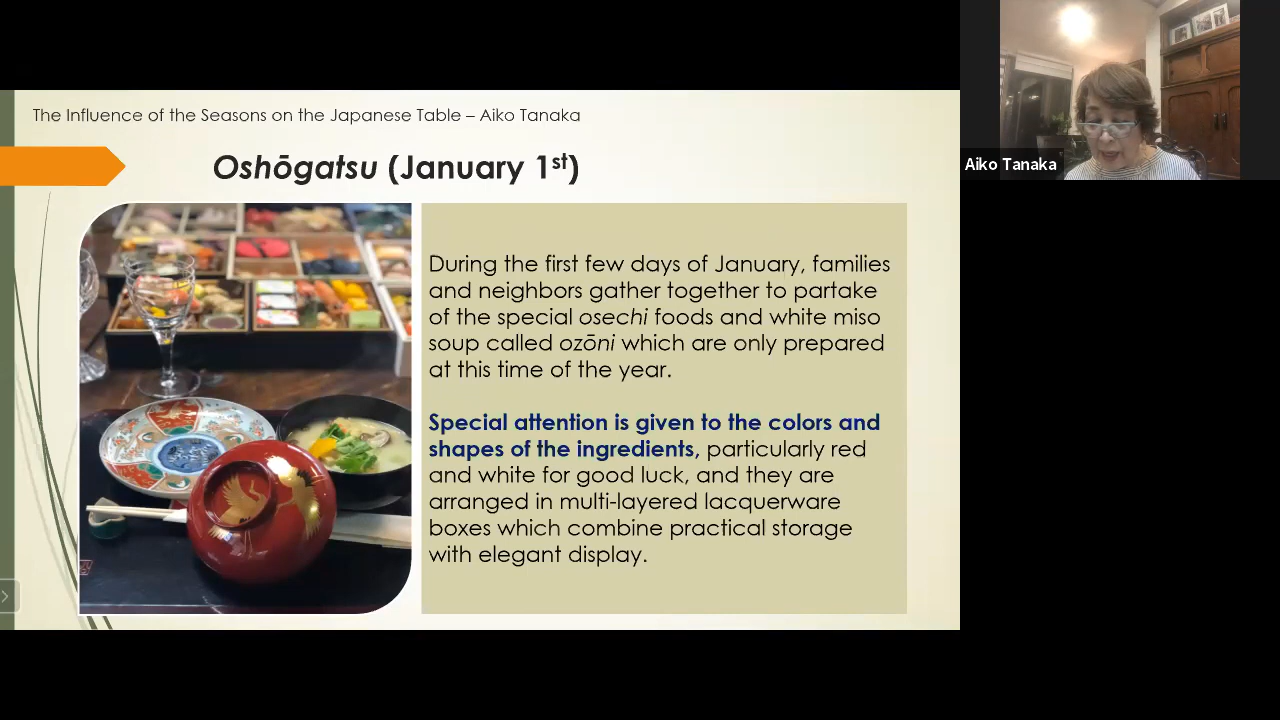 The Influence of the Seasons on the Japanese Table – Aiko Tanaka
Oshōgatsu (January 1st)
During the first few days of January, families
and neighbors gather together to partake
of the special osechi foods and white miso
soup called ozōni which are only prepared
at this time of the year.
Special attention is given to the colors and
shapes of the ingredients, particularly red
and white for good luck, and they are
arranged in multi-layered lacquerware
boxes which combine practical storage
with elegant display.
Aiko Tanaka